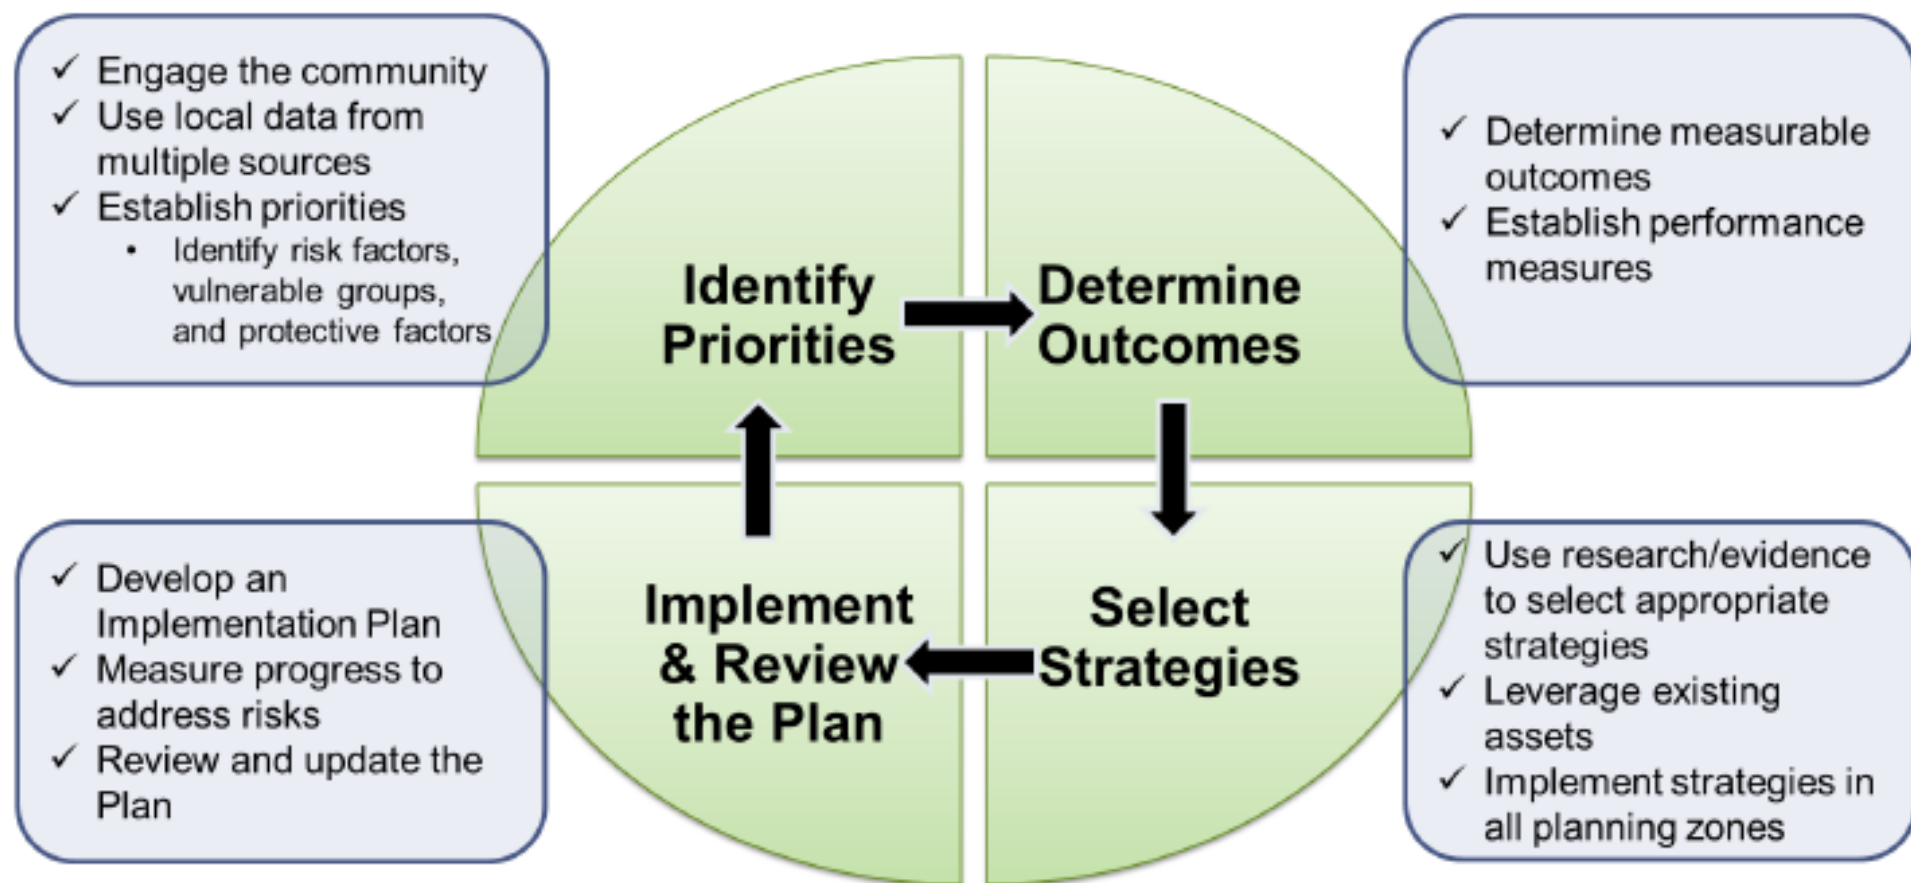 ✓ Engage the community
✓ Use local data from
multiple sources
✓ Establish priorities
• Identify risk factors,
vulnerable groups,
and protective factors
Identify
Priorities
Determine
Outcomes
✓ Determine measurable
outcomes
✓ Establish performance
measures
✓ Develop an
Implementation Plan
✓ Measure progress to
address risks
✓ Review and update the
Plan
Implement
& Review
the Plan
Select
Strategies
✓ Use research/evidence
to select appropriate
strategies
✓ Leverage existing
assets
✓ Implement strategies in
all planning zones